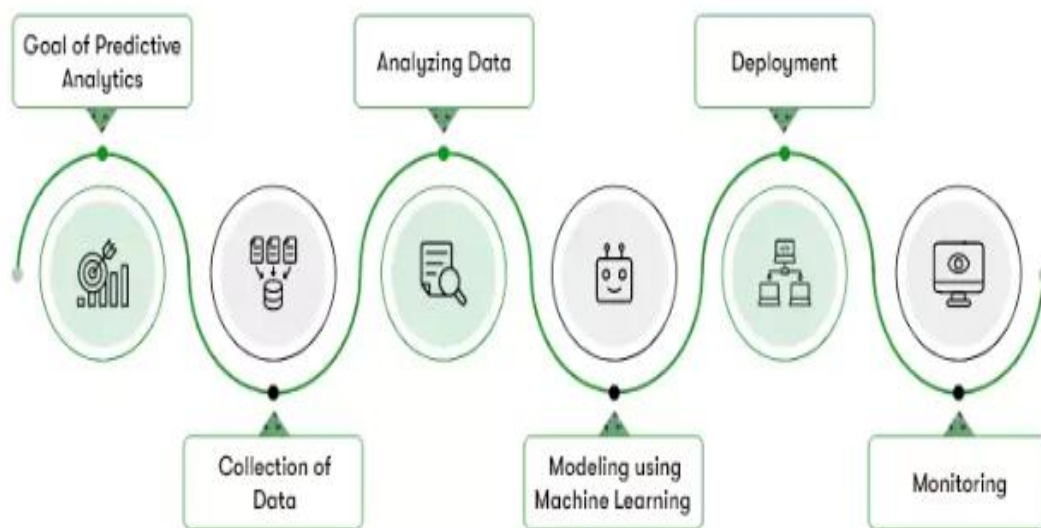 Goal of Predictive
Analytics
Collection of
Data
Analyzing Data
Modeling using
Machine Learning
Deployment
Monitoring